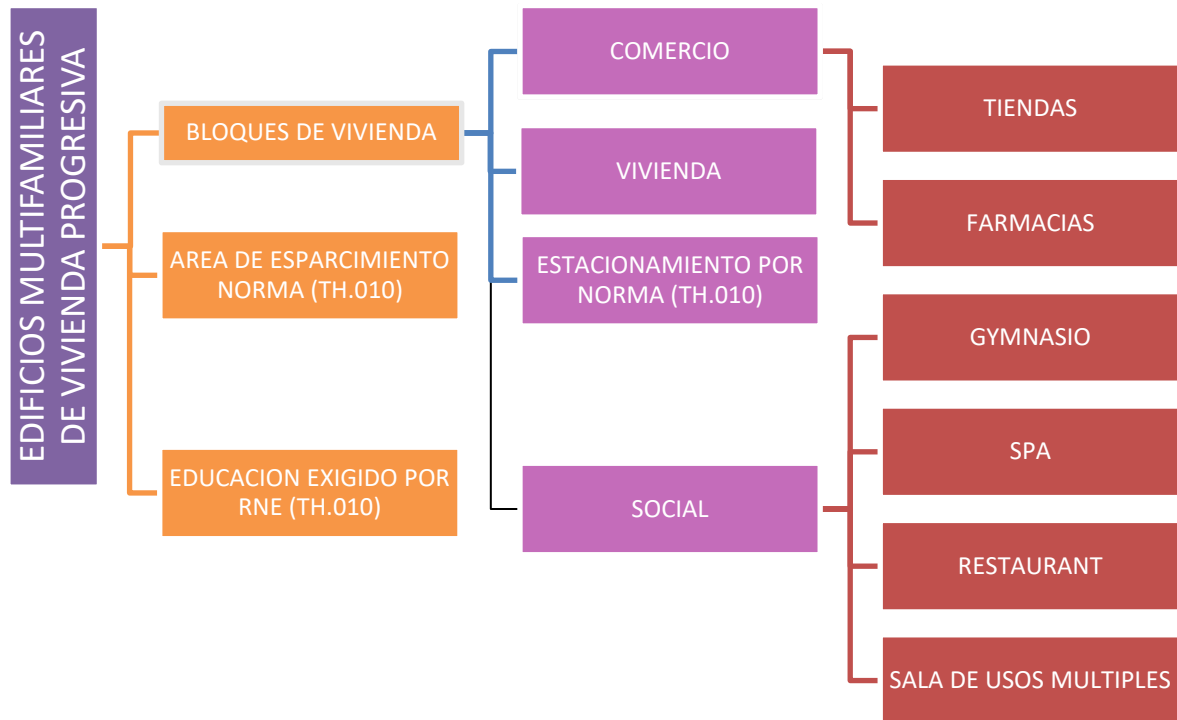 EDIFICIOS MULTIFAMILIARES
DE VIVIENDA PROGRESIVA
BLOQUES DE VIVIENDA
AREA DE ESPARCIMIENTO
NORMA (TH.010)
EDUCACION EXIGIDO POR
RNE (TH.010)
COMERCIO
VIVIENDA
ESTACIONAMIENTO POR
NORMA (TH.010)
SOCIAL
TIENDAS
FARMACIAS
GYMNASIO
SPA
RESTAURANT
SALA DE USOS MULTIPLES